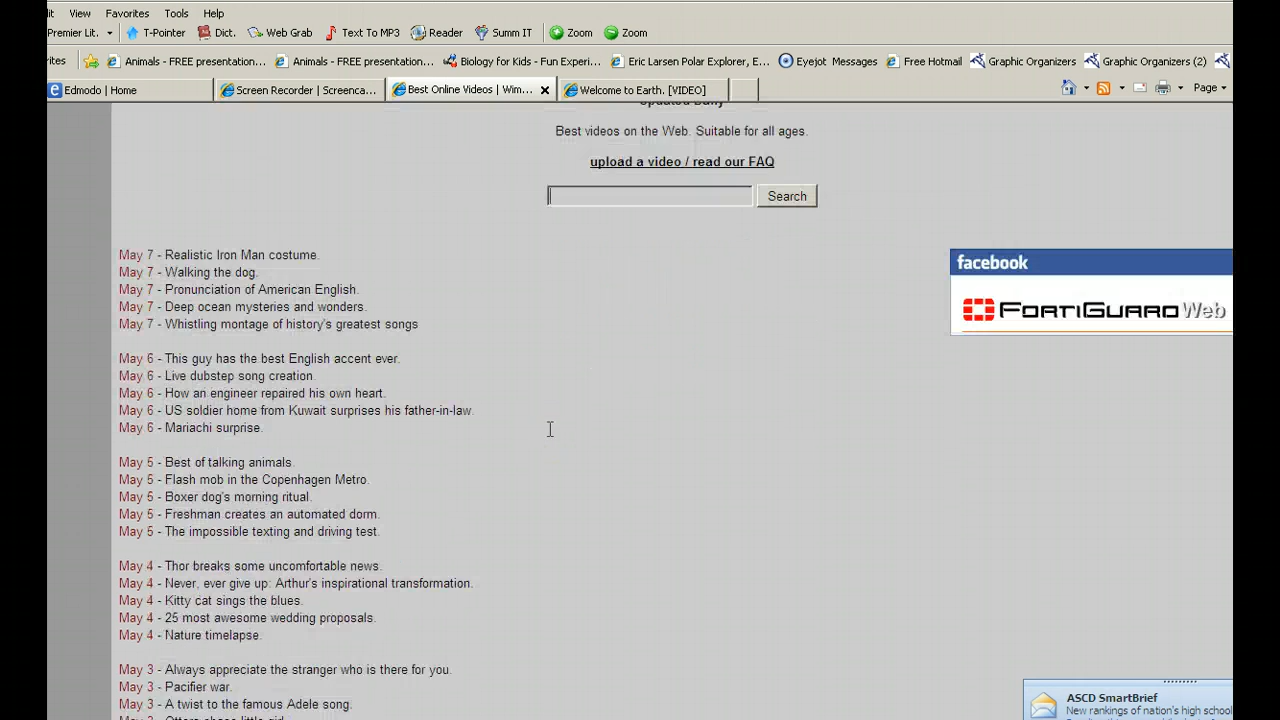 it View Favorites Tools Help
Premier Lit. T-Pointer Dict. Web Grab Text To MP3 Reader Summ IT Zoom Zoom
ites Animals - FREE presentation... Animals - FREE presentation... Biology for Kids - Fun Experi... Eric Larsen Polar Explorer, E... Eyejot Messages Free Hotmail Graphic Organizers Graphic Organizers (2)
Edmodo | Home Screen Recorder | Screenca... Best Online Videos | Wim... Welcome to Earth. [VIDEO] Page
Updated Daily
Best videos on the Web. Suitable for all ages.
upload a video / read our FAQ
Search
May 7 - Realistic Iron Man costume.
May 7 - Walking the dog.
May 7 - Pronunciation of American English.
May 7 - Deep ocean mysteries and wonders.
May 7 - Whistling montage of history's greatest songs
facebook
FORTIGUARD Web
May 6 - This guy has the best English accent ever.
May 6 - Live dubstep song creation.
May 6 - How an engineer repaired his own heart.
May 6 - US soldier home from Kuwait surprises his father-in-law.
May 6 - Mariachi surprise.
May 5 - Best of talking animals.
May 5 - Flash mob in the Copenhagen Metro.
May 5 - Boxer dog's morning ritual.
May 5 - Freshman creates an automated dorm.
May 5 - The impossible texting and driving test.
May 4 - Thor breaks some uncomfortable news.
May 4 - Never, ever give up: Arthur's inspirational transformation.
May 4 - Kitty cat sings the blues.
May 4 - 25 most awesome wedding proposals.
May 4 - Nature timelapse.
May 3 - Always appreciate the stranger who is there for you.
May 3 - Pacifier war.
May 3 - A twist to the famous Adele song.
ASCD SmartBrief
New rankings of nation's high school